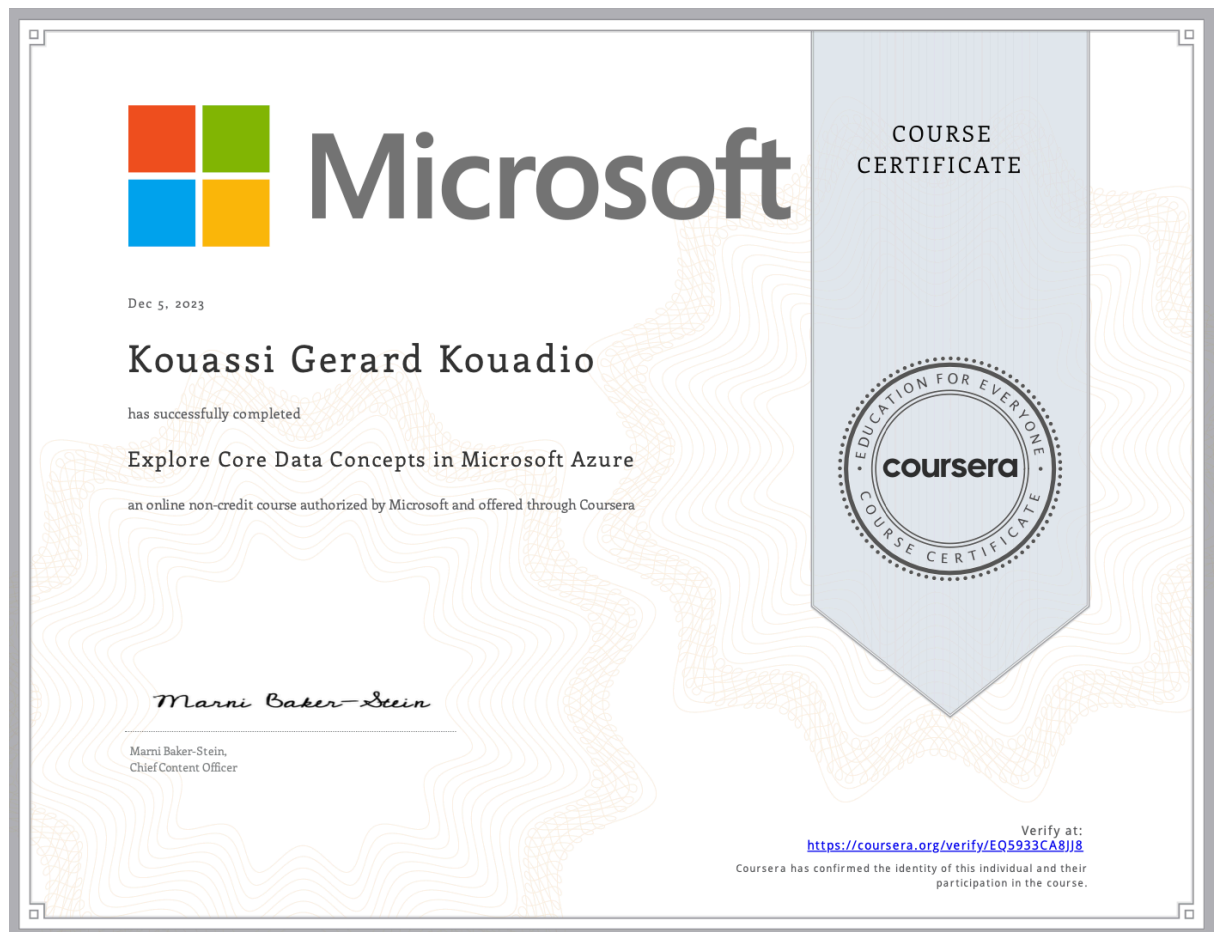 Microsoft
COURSE
CERTIFICATE
Dec 5, 2023
Kouassi Gerard Kouadio
has successfully completed
Explore Core Data Concepts in Microsoft Azure
an online non-credit course authorized by Microsoft and offered through Coursera
EDUCATION FOR EVERYONE
coursera
COURSE CERTIFICATE
Marni Baker-Stein
Marni Baker-Stein,
Chief Content Officer
Verify at:
https://coursera.org/verify/EQ5933CA8JJ8
Coursera has confirmed the identity of this individual and their
participation in the course.